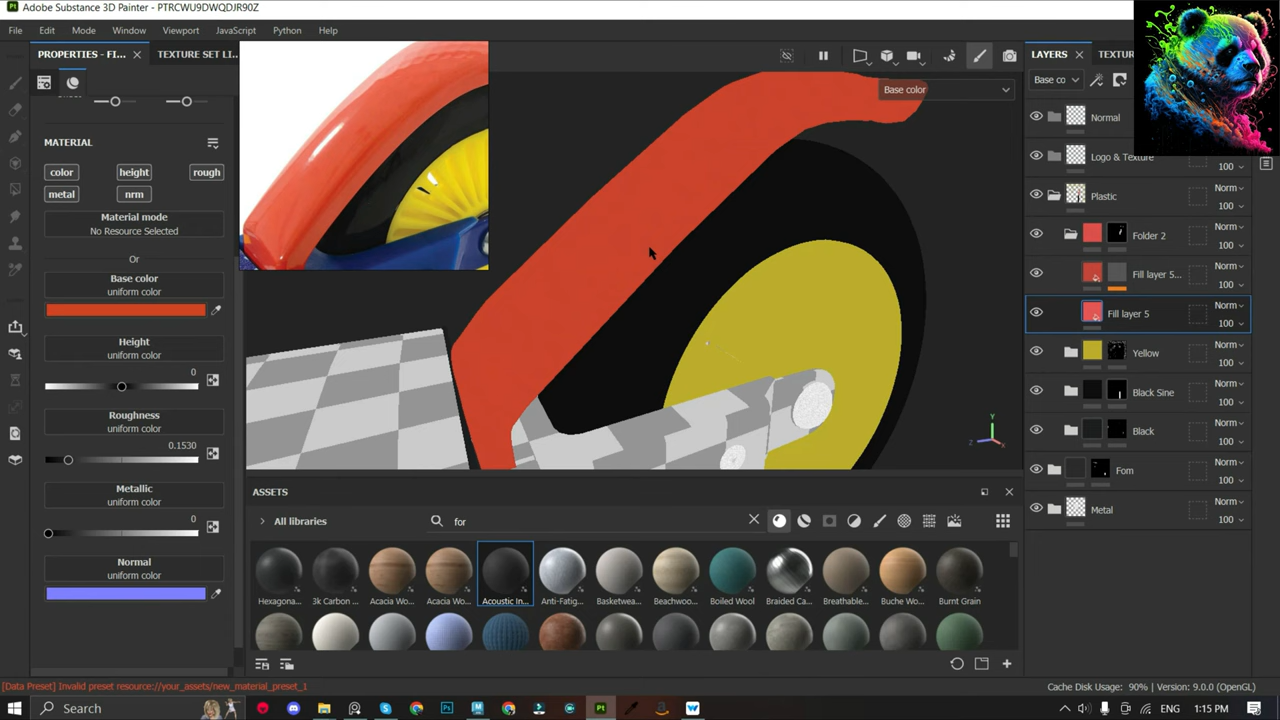 Adobe Substance 3D Painter - PTRCWU9DWQDJR90Z
File Edit Mode Window Viewport JavaScript Python Help
PROPERTIES - FI...
TEXTURE SET LI...
LAYERS
TEXTUR
Base color
Base co
MATERIAL
color height rough
metal nrm
Material mode
No Resource Selected
Or
Base color
uniform color
Height
uniform color
0
Roughness
uniform color
0.1530
Metallic
uniform color
0
Normal
uniform color
Normal
Logo & Texture
100
Plastic
Norm
100
Folder 2
Norm
100
Fill layer 5...
Norm
100
Fill layer 5
Norm
100
Yellow
Norm
100
Black Sine
Norm
100
Black
Norm
100
Fom
Norm
100
Metal
Norm
100
Y
Z
X
ASSETS
All libraries
for
Hexagona... 3k Carbon ... Acacia Wo... Acacia Wo... Acoustic In... Anti-Fatig... Basketwea... Beachwoo... Boiled Wool Braided Ca... Breathable... Buche Wo... Burnt Grain
[Data Preset] Invalid preset resource://your_assets/new_material_preset_1
Cache Disk Usage: 90% | Version: 9.0.0 (OpenGL)
Search
ENG 1:15 PM